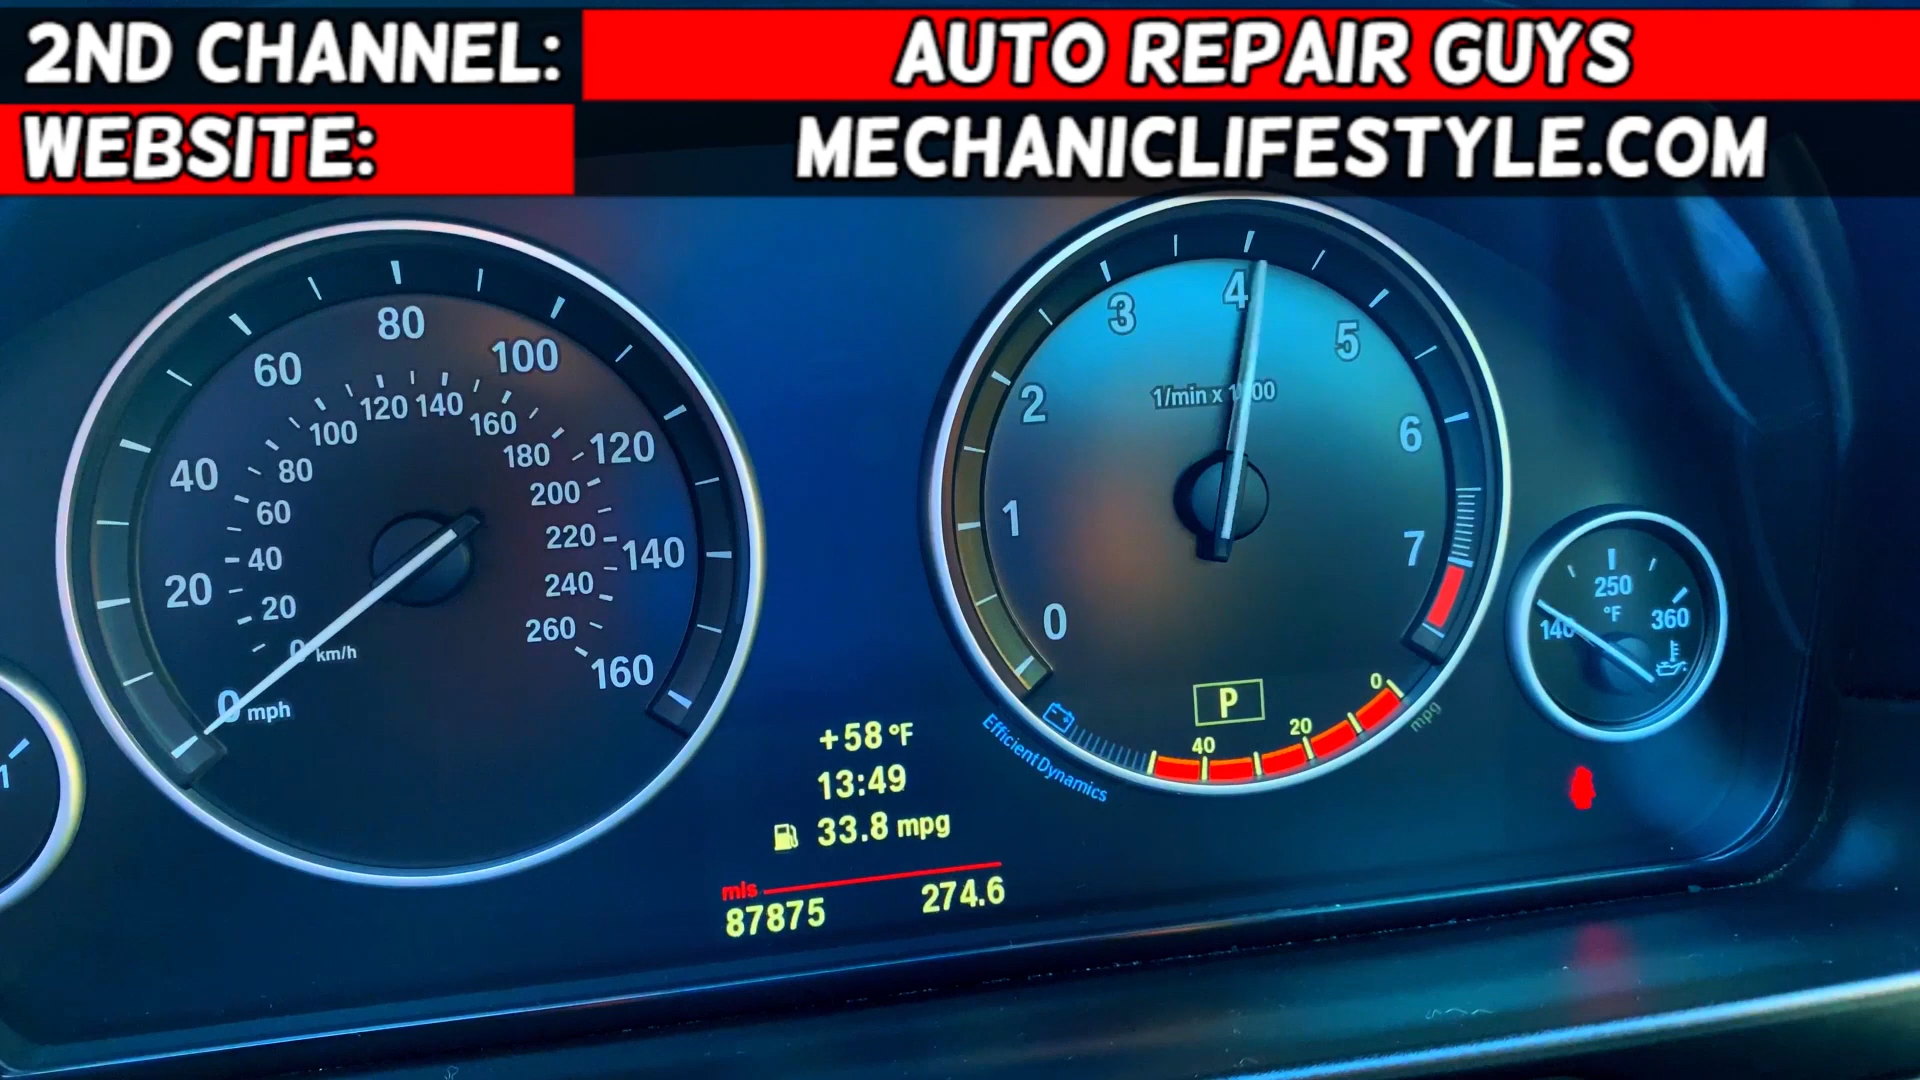 2ND CHANNEL: AUTO REPAIR GUYS
WEBSITE: MECHANICLIFESTYLE.COM
0 20 40 60 80 100 120 140 160
mph
0 20 40 60 80 100 120 140 160 180 200 220 240 260
km/h
0 1 2 3 4 5 6 7
1/min x
P
40 20 0
mpg
EfficientDynamics
140 250 360
°F
1
+58 °F
13:49
33.8 mpg
mls
87875 274.6